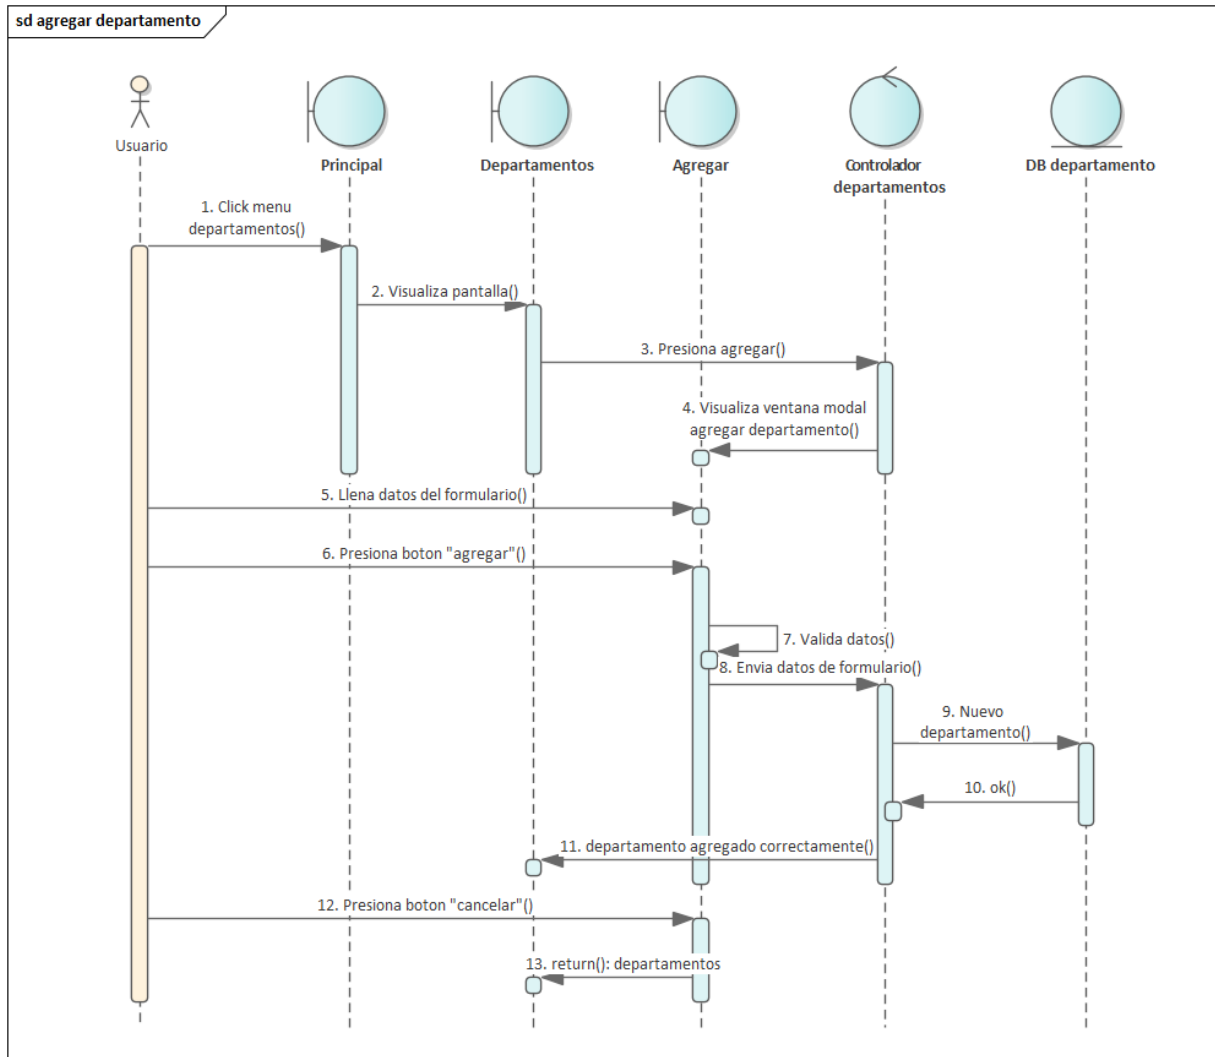 sd agregar departamento
Usuario
Principal
Departamentos
Agregar
Controlador
departamentos
DB departamento
1. Click menu
departamentos()
2. Visualiza pantalla()
3. Presiona agregar()
4. Visualiza ventana modal
agregar departamento()
5. Llena datos del formulario()
6. Presiona boton "agregar"()
7. Valida datos()
8. Envia datos de formulario()
9. Nuevo
departamento()
10. ok()
11. departamento agregado correctamente()
12. Presiona boton "cancelar"()
13. return(): departamentos